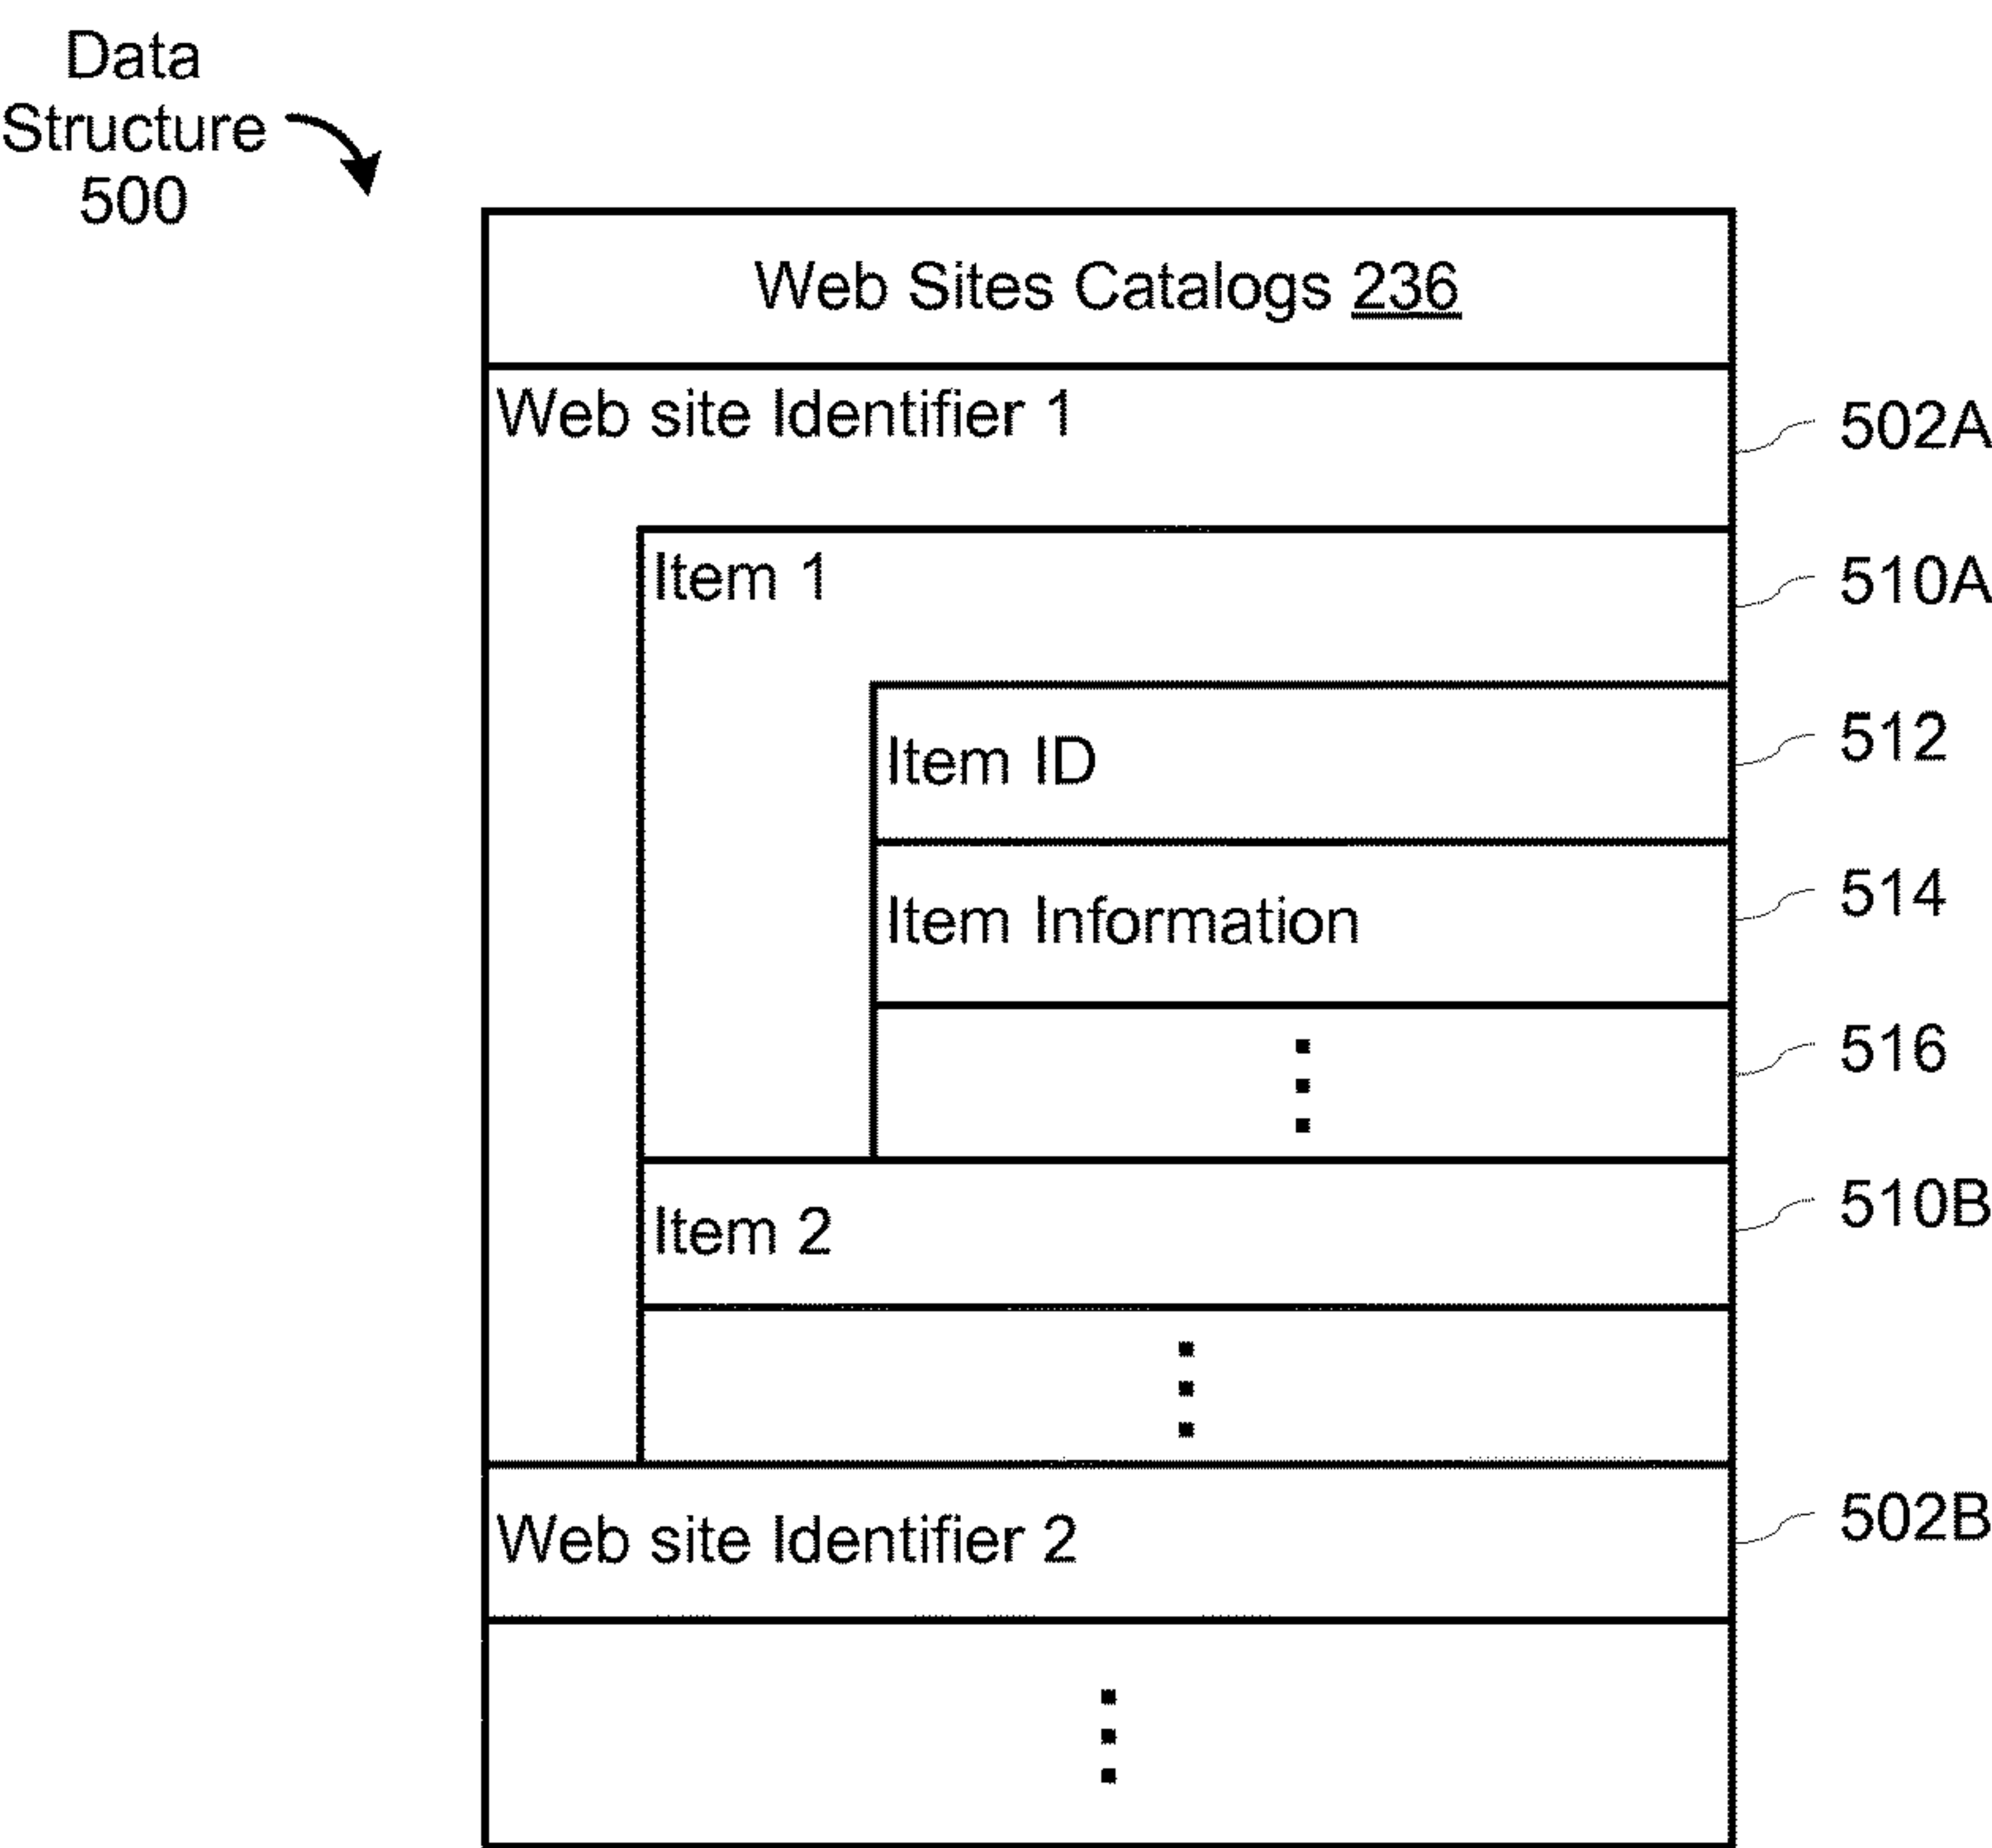 Data
Structure
500
Web Sites Catalogs 236
Web site Identifier 1
502A
Item 1
510A
Item ID
512
Item Information
514
516
Item 2
510B
Web site Identifier 2
502B